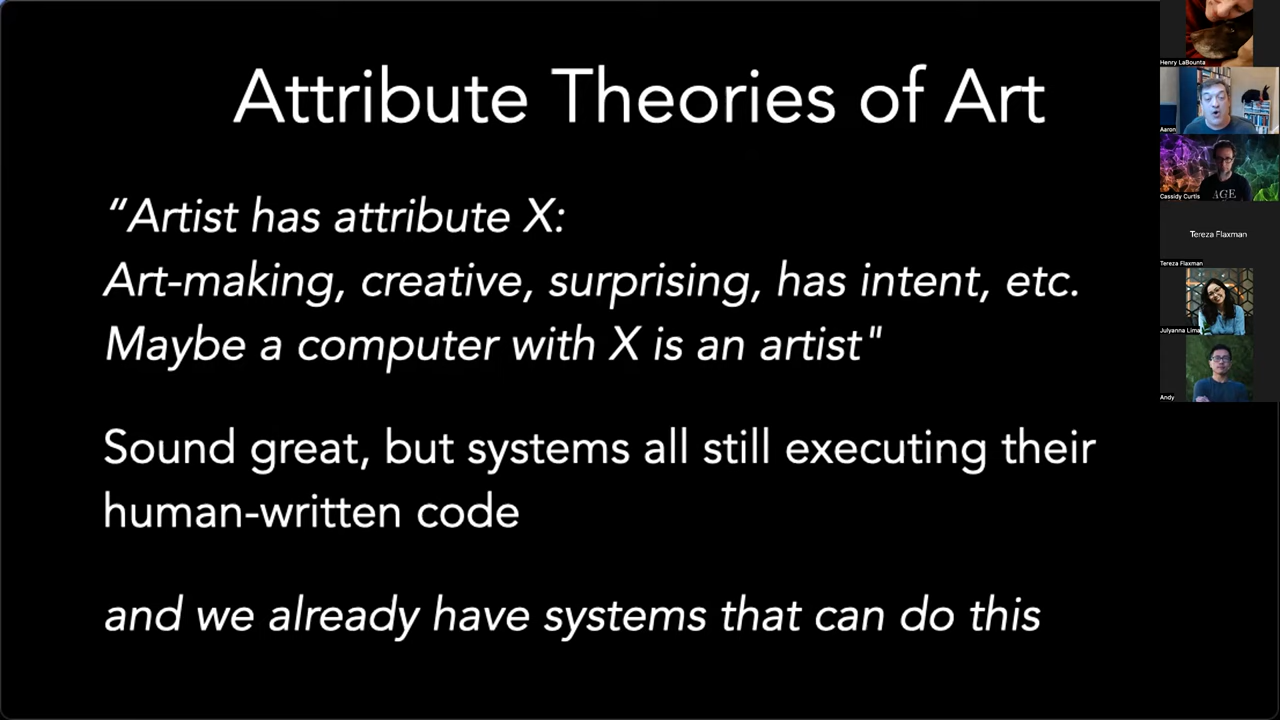 Attribute Theories of Art
“Artist has attribute X:
Art-making, creative, surprising, has intent, etc.
Maybe a computer with X is an artist"
Sound great, but systems all still executing their
human-written code
and we already have systems that can do this
Henry LaBounta
Aaron
AGE
Cassidy Curtis
Tereza Flaxman
Tereza Flaxman
Julyanna Lima
Andy